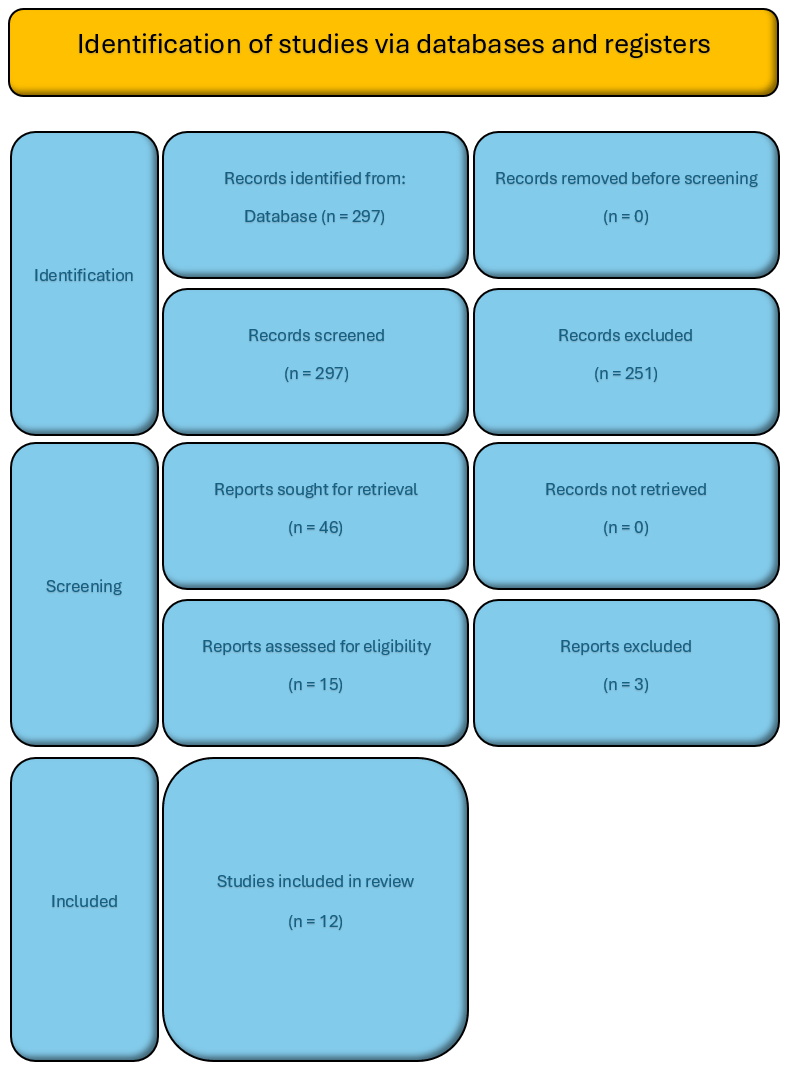 Identification of studies via databases and registers
Identification
Records identified from:
Database (n = 297)
Records removed before screening
(n = 0)
Records screened
(n = 297)
Records excluded
(n = 251)
Screening
Reports sought for retrieval
(n = 46)
Records not retrieved
(n = 0)
Reports assessed for eligibility
(n = 15)
Reports excluded
(n = 3)
Included
Studies included in review
(n = 12)